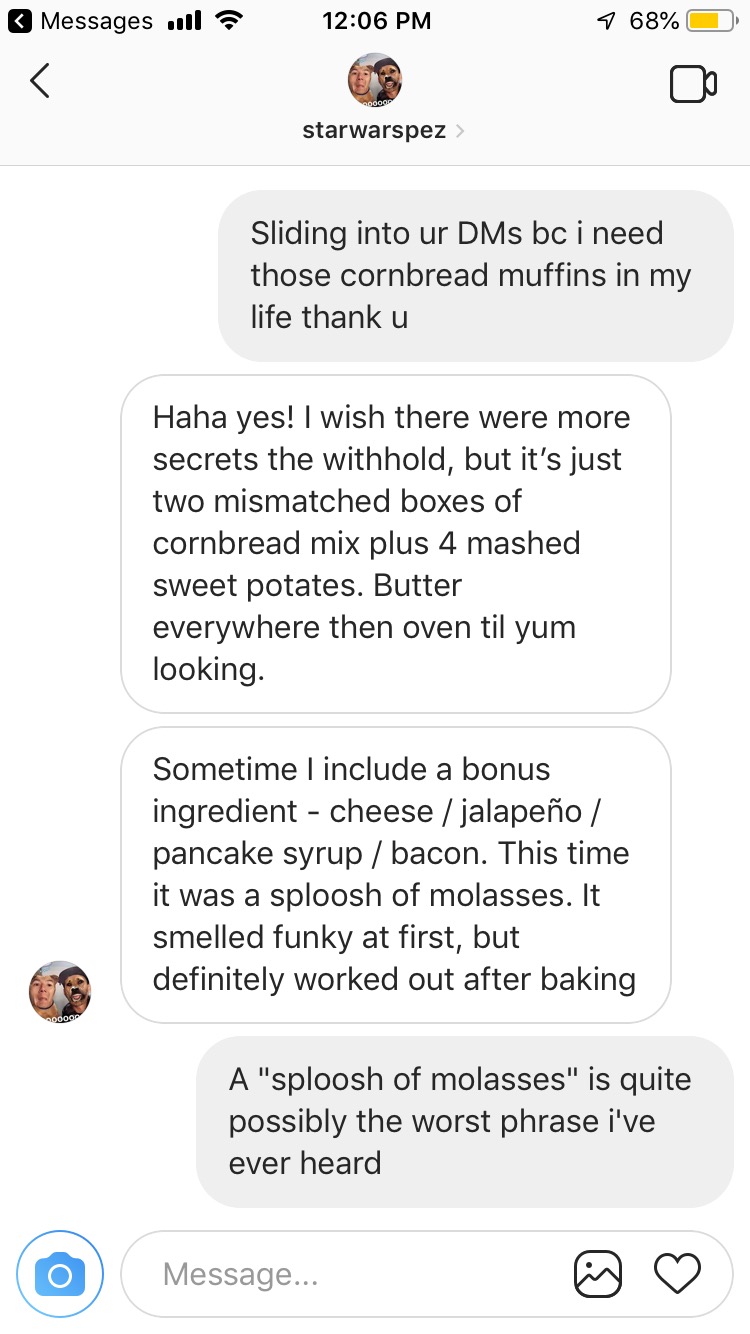 Messages 12:06 PM 68%
starwarspez
Sliding into ur DMs bc i need
those cornbread muffins in my
life thank u
Haha yes! I wish there were more
secrets the withhold, but it’s just
two mismatched boxes of
cornbread mix plus 4 mashed
sweet potates. Butter
everywhere then oven til yum
looking.
Sometime I include a bonus
ingredient - cheese / jalapeño /
pancake syrup / bacon. This time
it was a sploosh of molasses. It
smelled funky at first, but
definitely worked out after baking
A "sploosh of molasses" is quite
possibly the worst phrase i've
ever heard
Message...